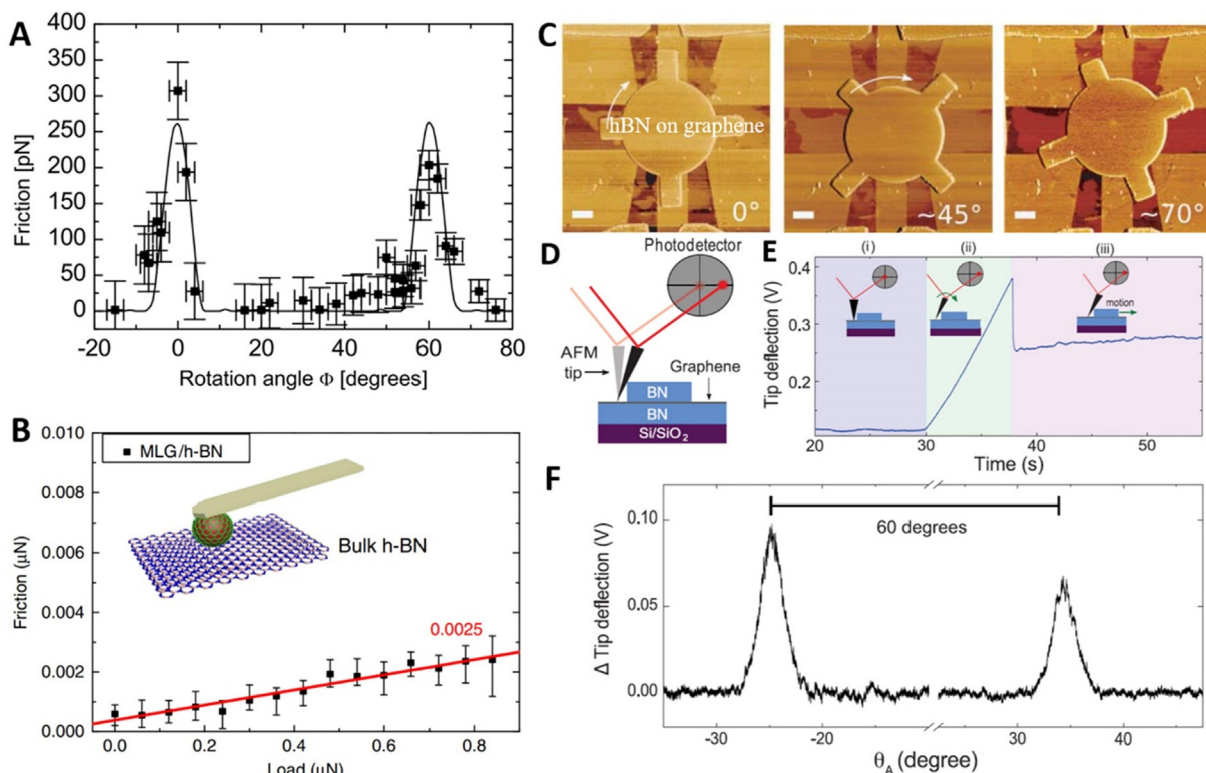 A
Friction [pN]
400
350
300
250
200
150
100
50
0
-20 0 20 40 60 80
Rotation angle Φ [degrees]
B
Friction (μN)
0.010
0.008
0.006
0.004
0.002
0.000
MLG/h-BN
Bulk h-BN
0.0025
0.0 0.2 0.4 0.6 0.8
Load (μN)
C
hBN on graphene
0°
~45°
~70°
D
Photodetector
AFM
tip
Graphene
BN
BN
Si/SiO2
E
Tip deflection (V)
0.4
0.3
0.2
(i) (ii) (iii)
motion
20 30 40 50
Time (s)
F
Δ Tip deflection (V)
0.10
0.05
0.00
60 degrees
-30 -20 30 40
θA (degree)